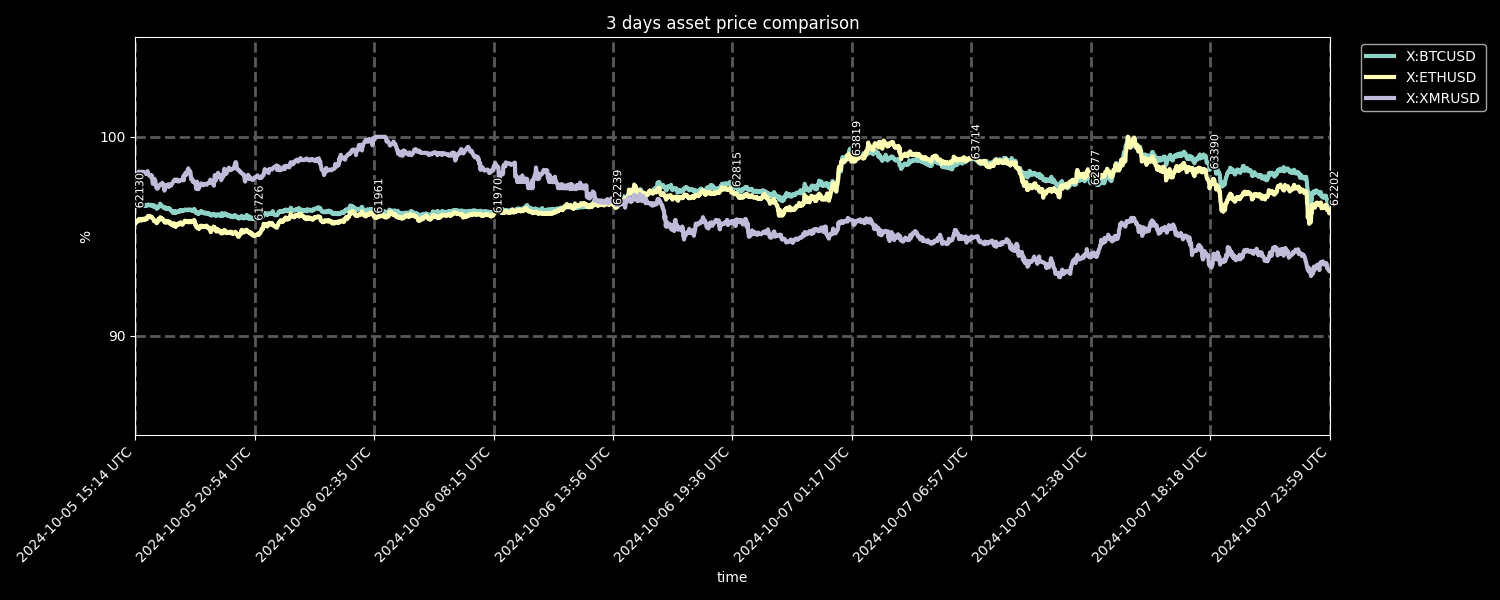 3 days asset price comparison
X:BTCUSD
X:ETHUSD
X:XMRUSD
100
90
%
62130
61726
61961
61970
62239
62815
63819
63714
62877
63390
62202
2024-10-05 15:14 UTC
2024-10-05 20:54 UTC
2024-10-06 02:35 UTC
2024-10-06 08:15 UTC
2024-10-06 13:56 UTC
2024-10-06 19:36 UTC
2024-10-07 01:17 UTC
2024-10-07 06:57 UTC
2024-10-07 12:38 UTC
2024-10-07 18:18 UTC
2024-10-07 23:59 UTC
time